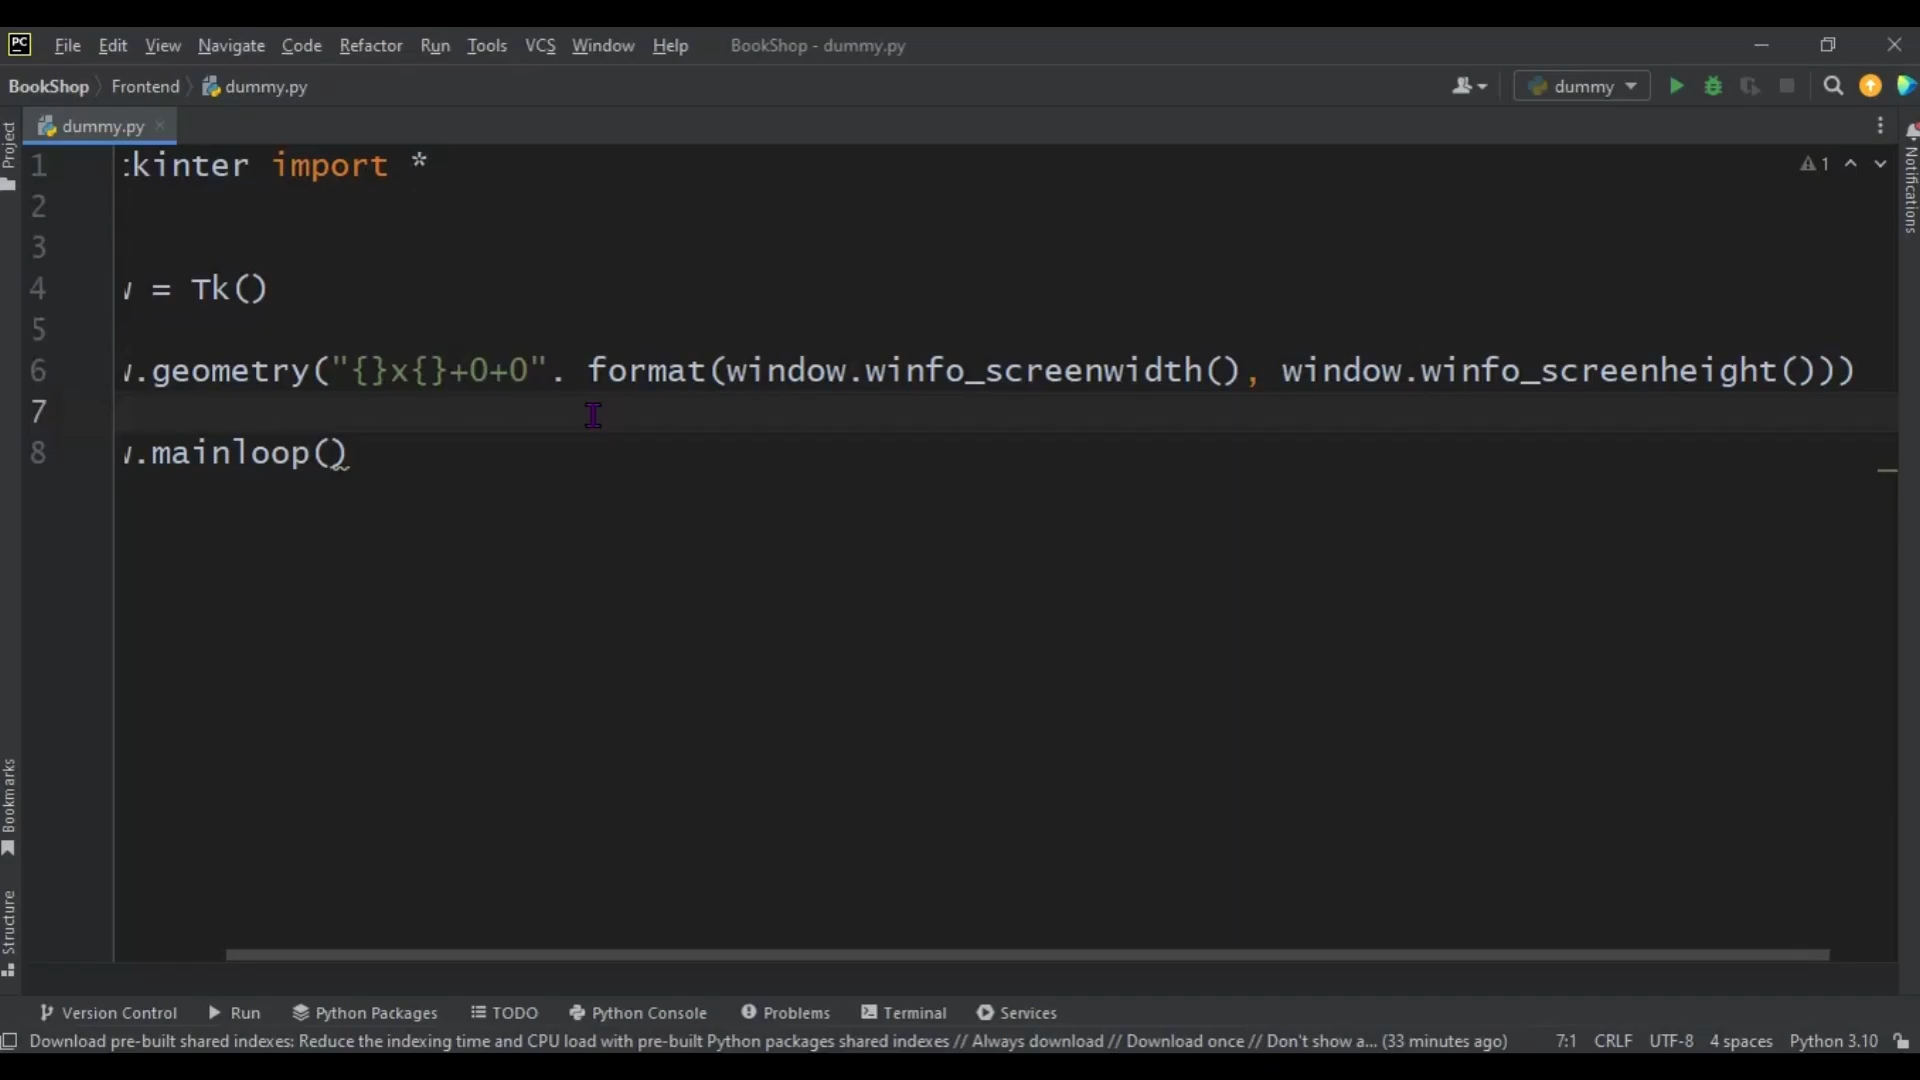 PC File Edit View Navigate Code Refactor Run Tools VCS Window Help BookShop - dummy.py
BookShop Frontend dummy.py dummy
dummy.py
Project
Notifications
1 :kinter import * 1
2
3
4 w = Tk()
5
6 w.geometry("{}x{}+0+0". format(window.winfo_screenwidth(), window.winfo_screenheight()))
7
8 w.mainloop()
Bookmarks
Structure
Version Control Run Python Packages TODO Python Console Problems Terminal Services
Download pre-built shared indexes: Reduce the indexing time and CPU load with pre-built Python packages shared indexes // Always download // Download once // Don't show a... (33 minutes ago) 7:1 CRLF UTF-8 4 spaces Python 3.10